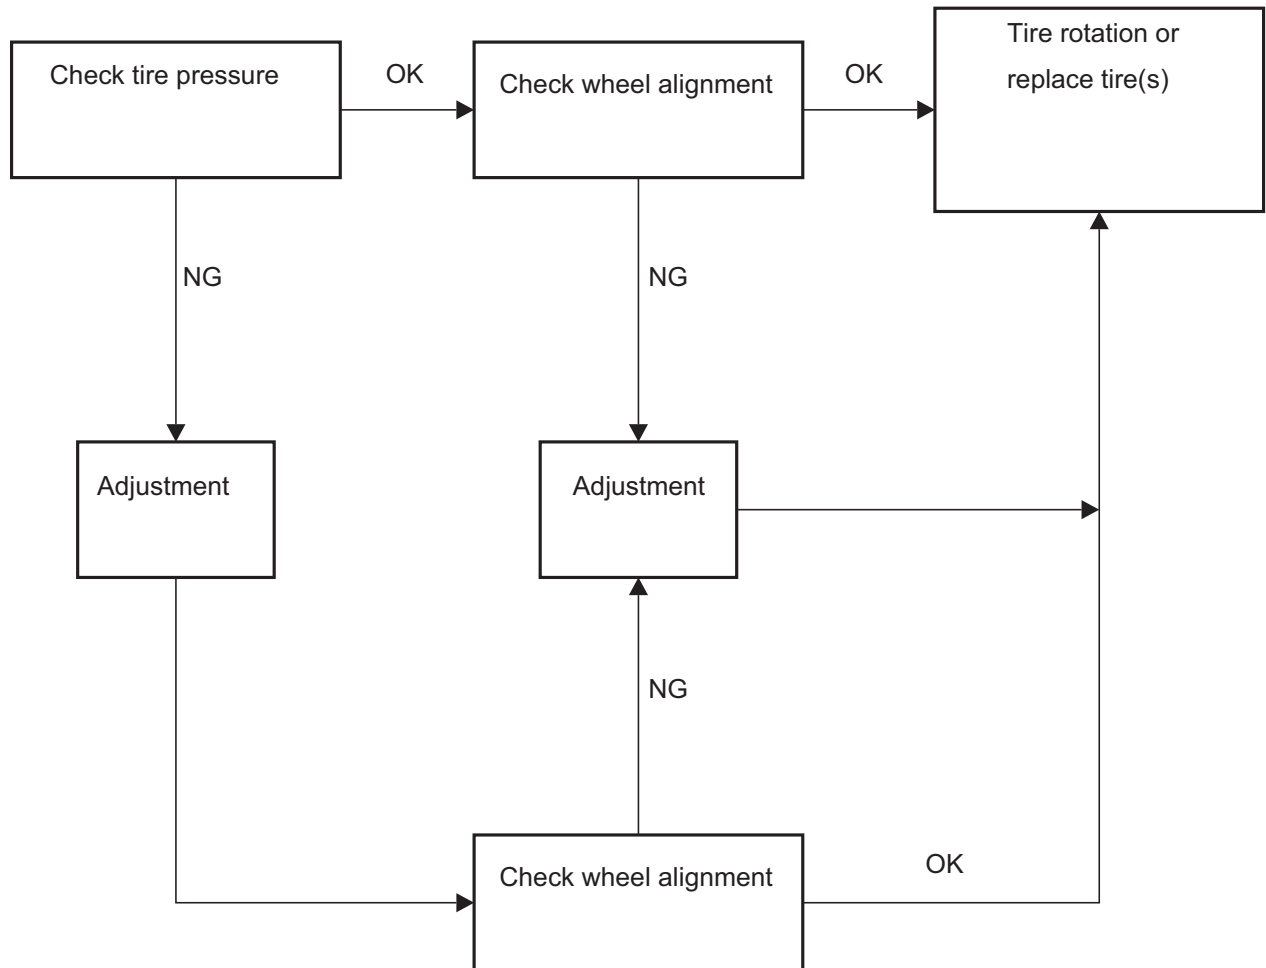 Check tire pressure
OK
Check wheel alignment
OK
Tire rotation or
replace tire(s)
NG
NG
Adjustment
Adjustment
NG
Check wheel alignment
OK